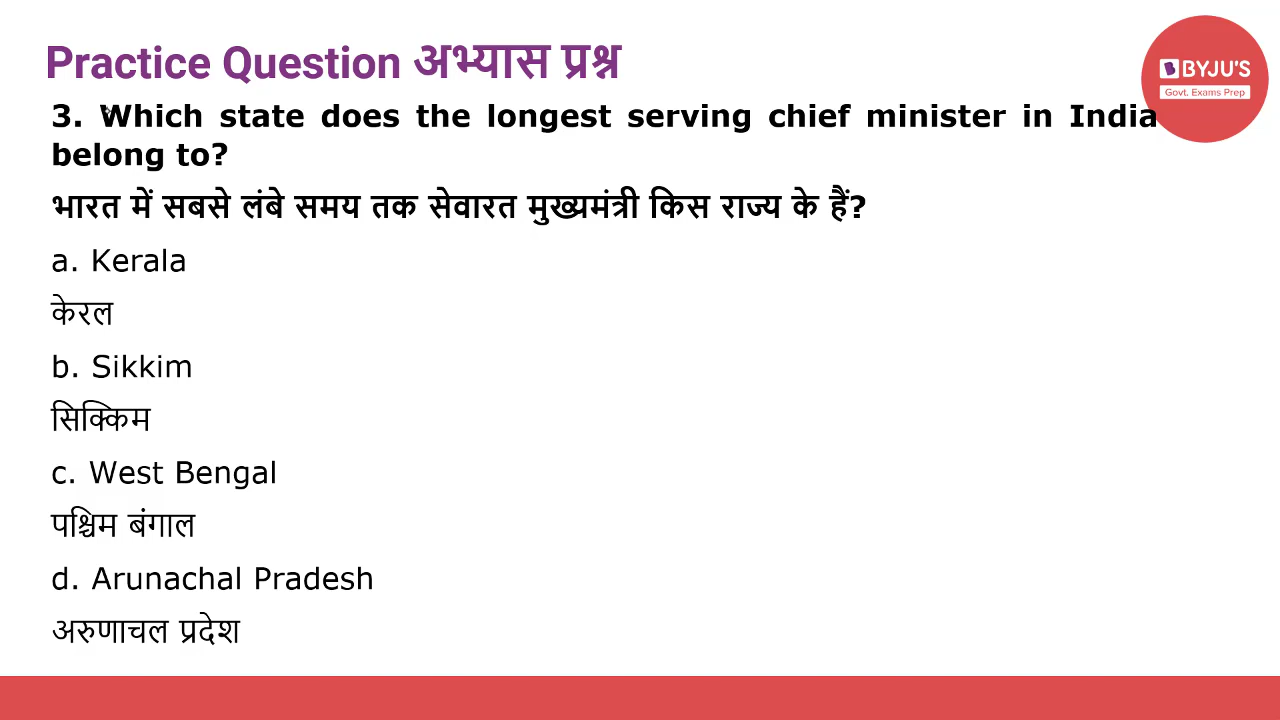 Practice Question अभ्यास प्रश्न
BYJU'S
Govt. Exams Prep
3. Which state does the longest serving chief minister in India
belong to?
भारत में सबसे लंबे समय तक सेवारत मुख्यमंत्री किस राज्य के हैं?
a. Kerala
केरल
b. Sikkim
सिक्किम
c. West Bengal
पश्चिम बंगाल
d. Arunachal Pradesh
अरुणाचल प्रदेश